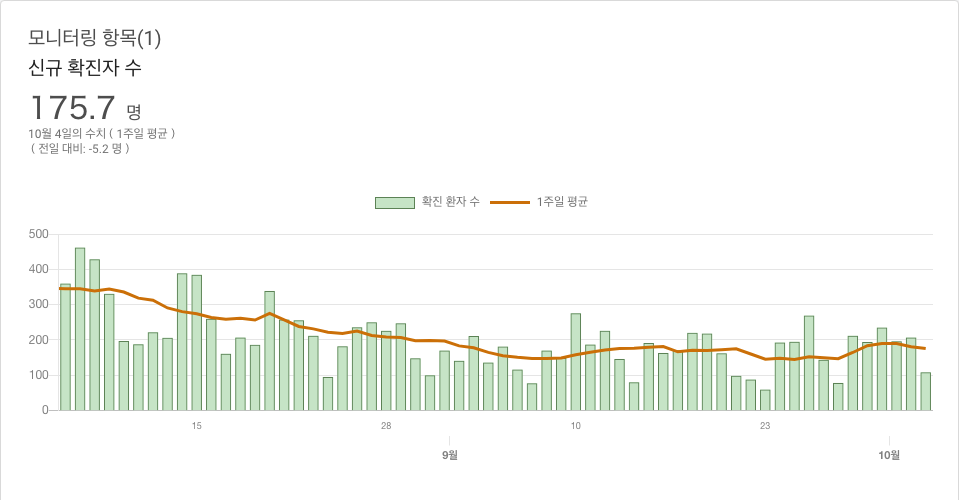 모니터링 항목(1)
신규 확진자 수
175.7 명
10월 4일의 수치 ( 1주일 평균 )
( 전일 대비: -5.2 명 )
확진 환자 수 1주일 평균
500
400
300
200
100
0
15 28 10 23
9월 10월